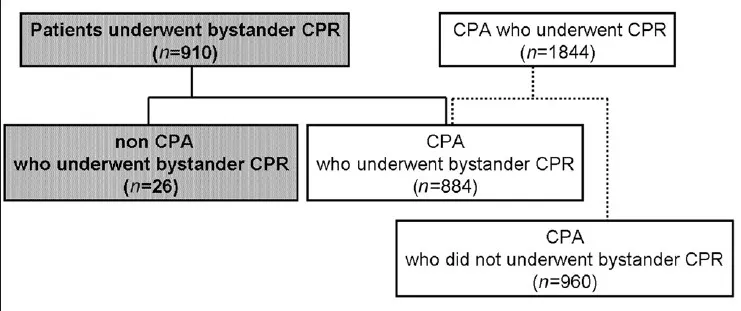 Patients underwent bystander CPR
(n=910)
CPA who underwent CPR
(n=1844)
non CPA
who underwent bystander CPR
(n=26)
CPA
who underwent bystander CPR
(n=884)
CPA
who did not underwent bystander CPR
(n=960)